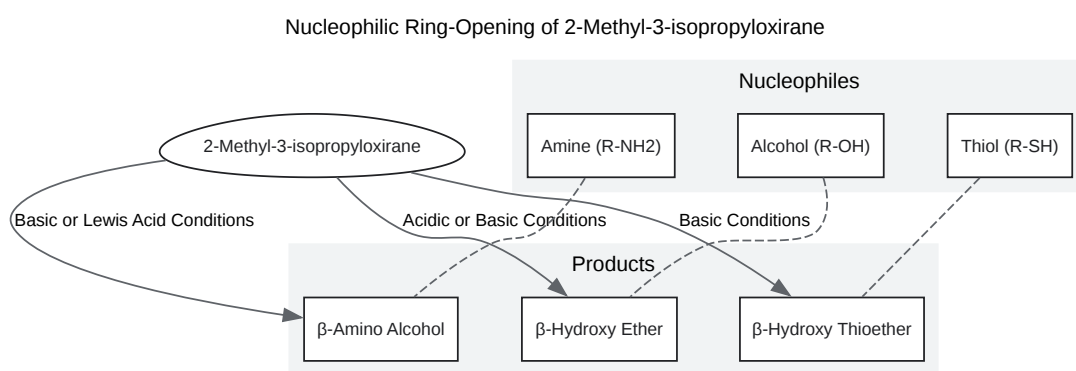 Nucleophilic Ring-Opening of 2-Methyl-3-isopropyloxirane
Nucleophiles
2-Methyl-3-isopropyloxirane
Amine (R-NH2)
Alcohol (R-OH)
Thiol (R-SH)
Basic or Lewis Acid Conditions
Acidic or Basic Conditions
Basic Conditions
Products
β-Amino Alcohol
β-Hydroxy Ether
β-Hydroxy Thioether